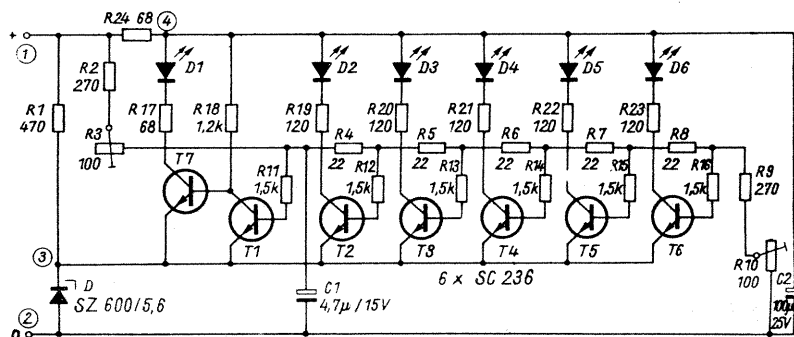 R24 68 4
+ 1
R2 270
D1
D2
D3
D4
D5
D6
R1 470
R17 68
R18 1,2k
R19 120
R20 120
R21 120
R22 120
R23 120
R3 100
T7
R11 1,5k
R4 22
R12 1,5k
R5 22
R13 1,5k
R6 22
R14 1,5k
R7 22
R15 1,5k
R8 22
R16 1,5k
R9 270
T1
T2
T3
T4
T5
T6
3
R10 100
6 x SC 236
D
SZ 600/5,6
C1 4,7µ/15V
C2 100µ 25V
2
0